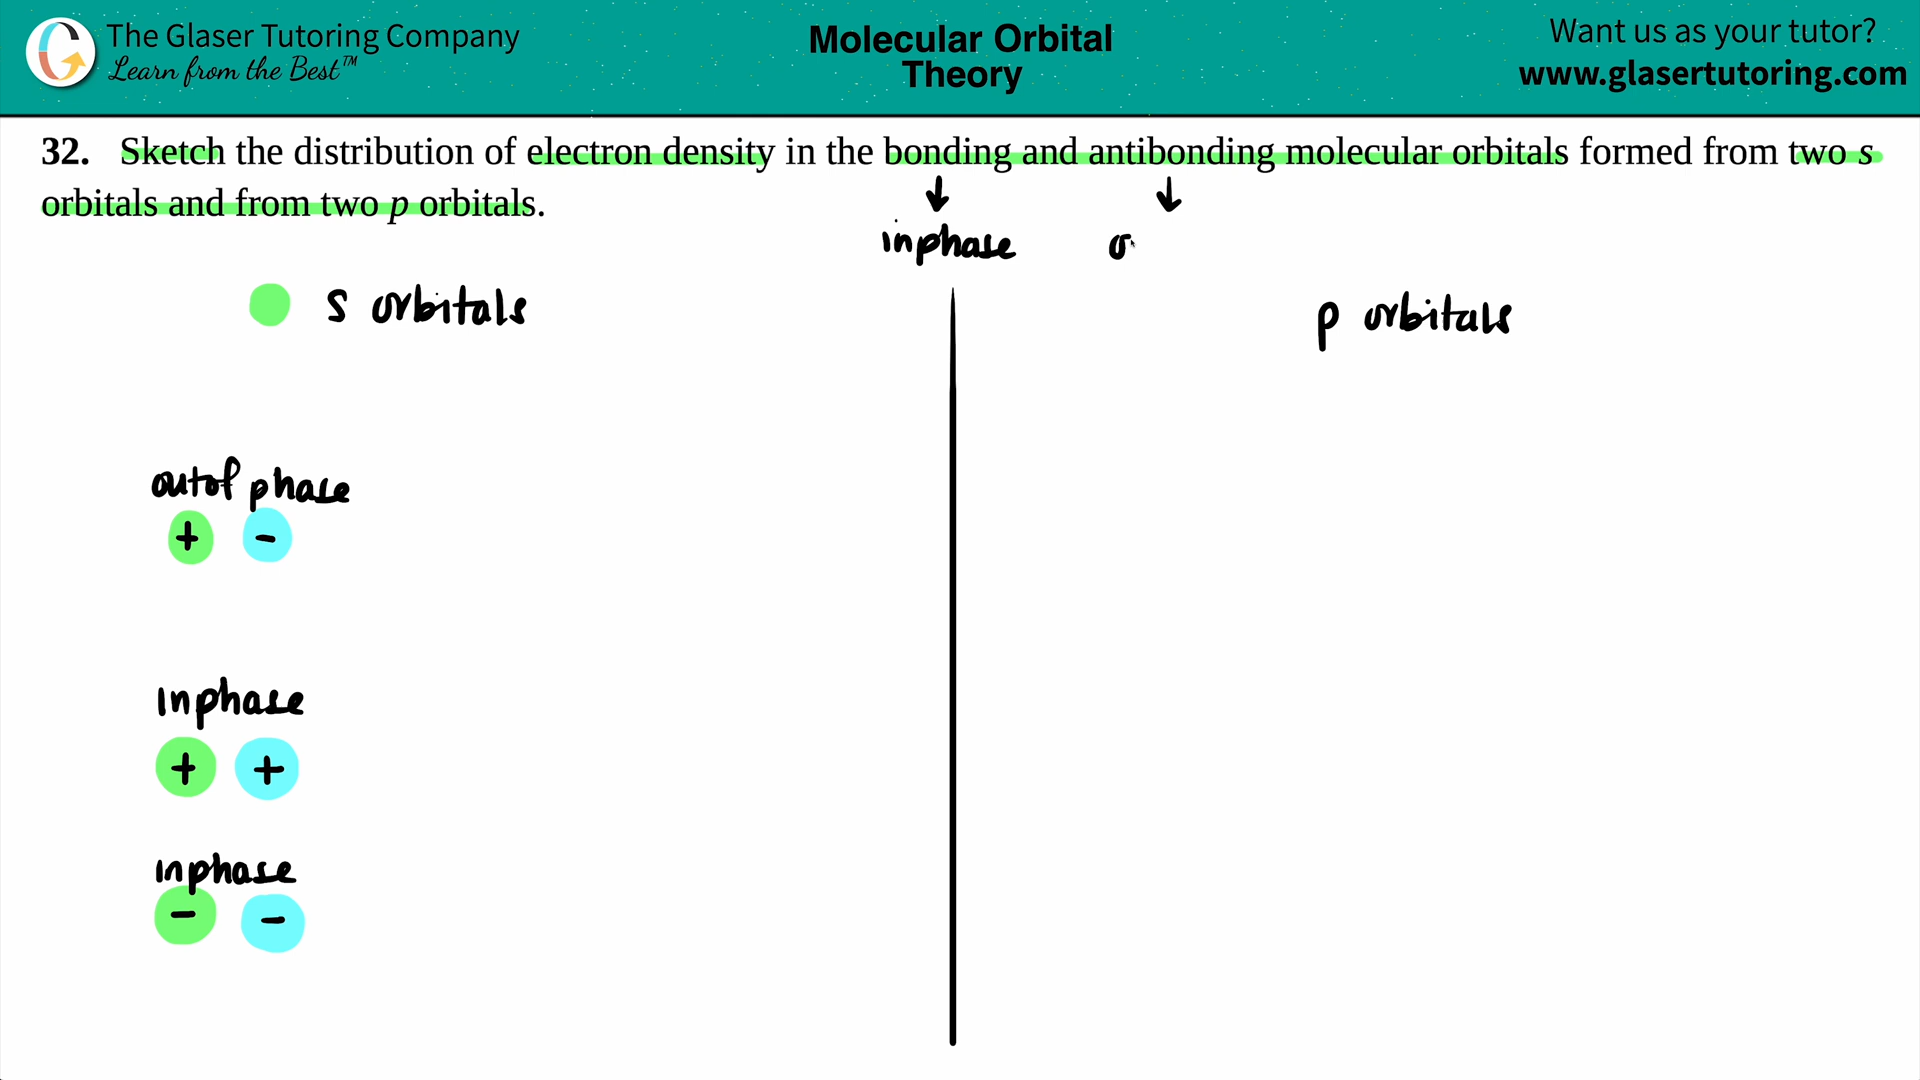 The Glaser Tutoring Company
Learn from the Best™
Molecular Orbital
Theory
Want us as your tutor?
www.glasertutoring.com
32. Sketch the distribution of electron density in the bonding and antibonding molecular orbitals formed from two s
orbitals and from two p orbitals.
inphase o
s orbitals
p orbitals
out of phase
+ -
inphase
+ +
inphase
- -